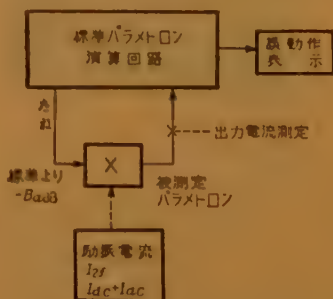 標準パラメトロン
演算回路
誤動作
表示
出力電流測定
標準より
-BadB
×
被測定
パラメトロン
励振電流
I2f
Idc+Iac